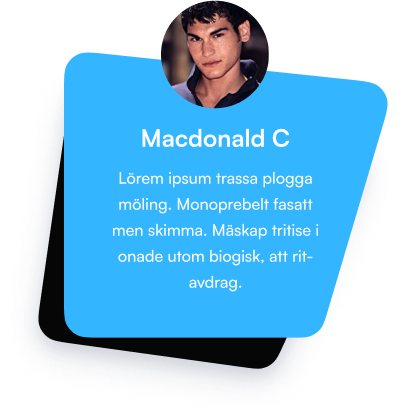 Macdonald C
Lörem ipsum trassa plogga
möling. Monoprebelt fasatt
men skimma. Mäskap tritise i
onade utom biogisk, att rit-
avdrag.